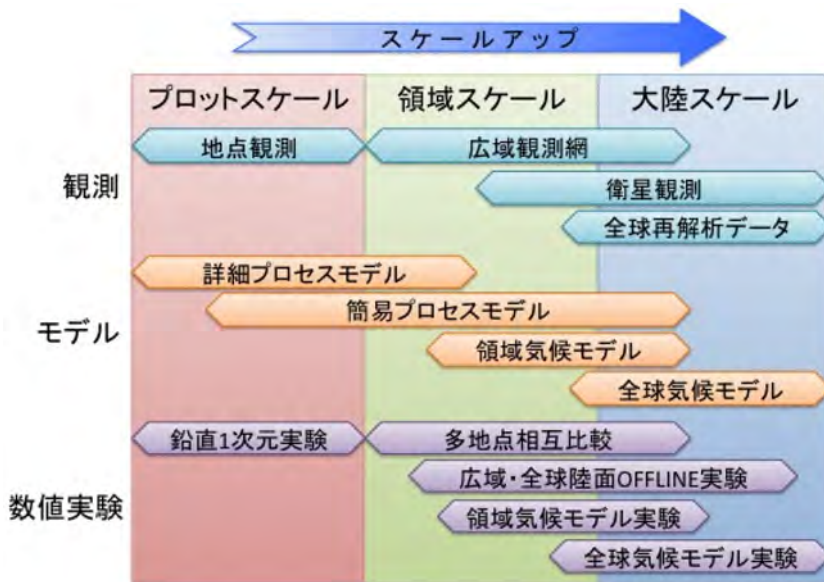 スケールアップ
プロットスケール 領域スケール 大陸スケール
観測
地点観測 広域観測網
衛星観測
全球再解析データ
モデル
詳細プロセスモデル
簡易プロセスモデル
領域気候モデル
全球気候モデル
数値実験
鉛直1次元実験 多地点相互比較
広域・全球陸面OFFLINE実験
領域気候モデル実験
全球気候モデル実験